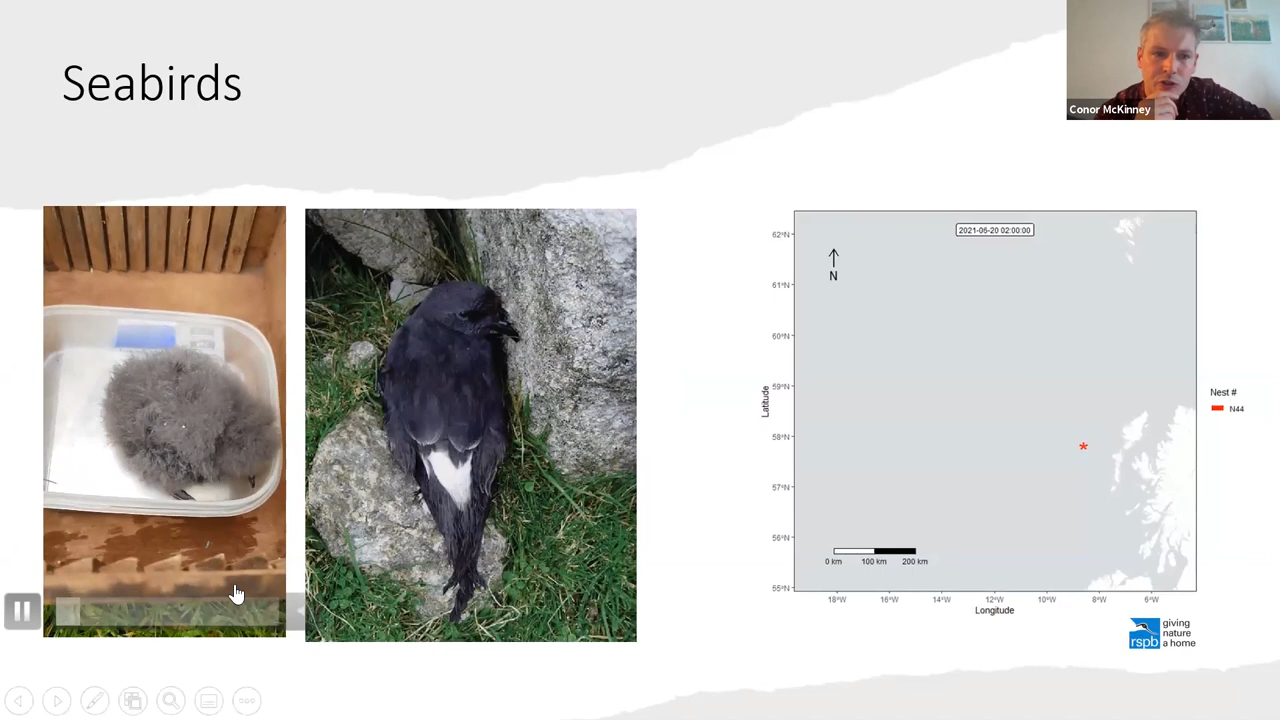 Seabirds
Conor McKinney
2021-06-20 02:00:00
N
62°N
61°N
60°N
59°N
58°N
57°N
56°N
55°N
Latitude
0 km 100 km 200 km
18°W 16°W 14°W 12°W 10°W 8°W 6°W
Longitude
Nest #
N44
rspb
giving
nature
a home